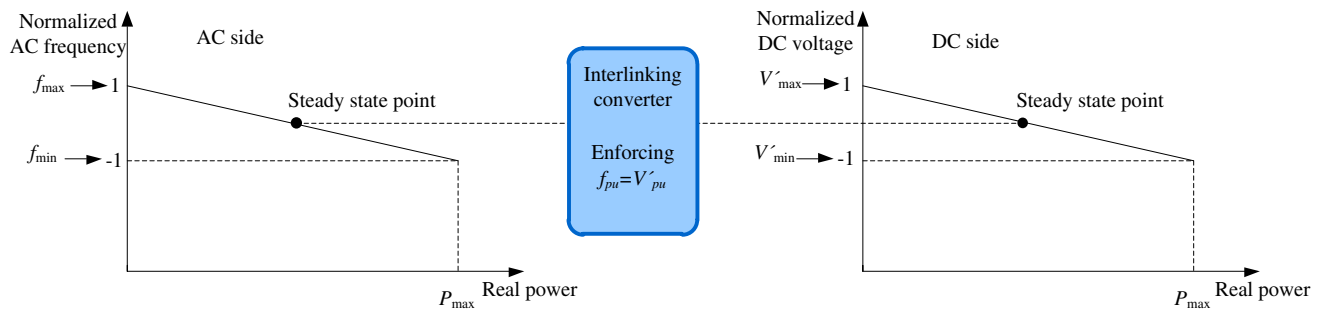 Normalized
AC frequency
AC side
f_max
1
Steady state point
f_min
-1
P_max
Real power
Interlinking
converter
Enforcing
f_pu=V´_pu
Normalized
DC voltage
DC side
V´_max
1
Steady state point
V´_min
-1
P_max
Real power